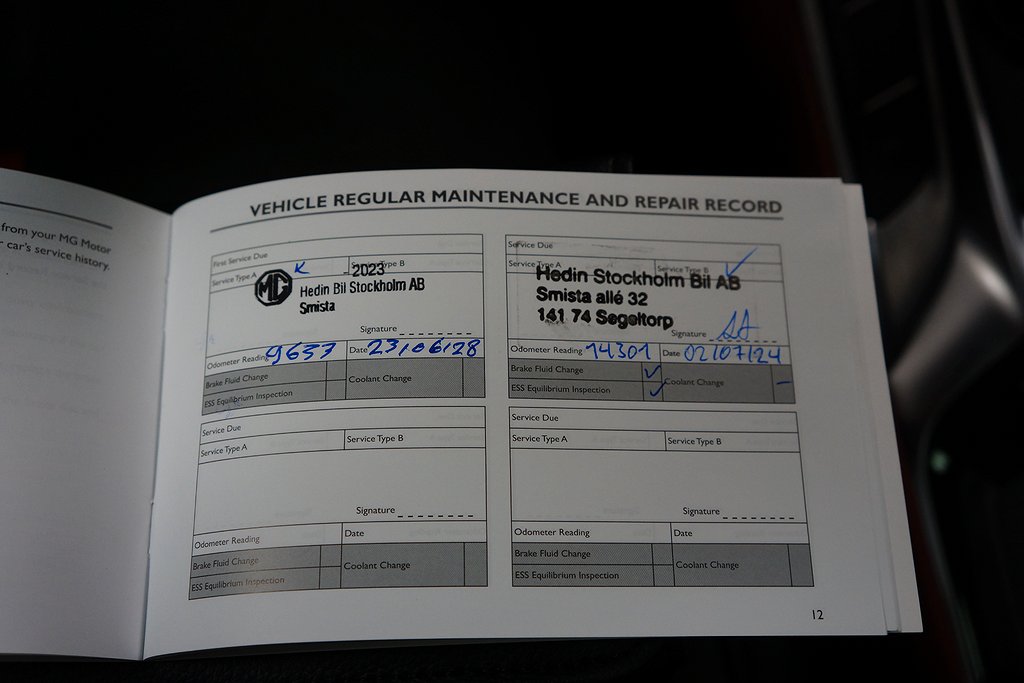 from your MG Motor
car's service history.
VEHICLE REGULAR MAINTENANCE AND REPAIR RECORD
First Service Due
Service Type A
Service Type B
MG
2023
Hedin Bil Stockholm AB
Smista
Signature
Odometer Reading 9633
Date 23/06/28
Brake Fluid Change
Coolant Change
ESS Equilibrium Inspection
Service Due
Service Type A
Service Type B
Hedin Stockholm Bil AB
Smista allé 32
141 74 Segeltorp
Signature
Odometer Reading 14301
Date 02/07/24
Brake Fluid Change
Coolant Change
ESS Equilibrium Inspection
Service Due
Service Type A
Service Type B
Signature
Odometer Reading
Date
Brake Fluid Change
Coolant Change
ESS Equilibrium Inspection
Service Due
Service Type A
Service Type B
Signature
Odometer Reading
Date
Brake Fluid Change
Coolant Change
ESS Equilibrium Inspection
12